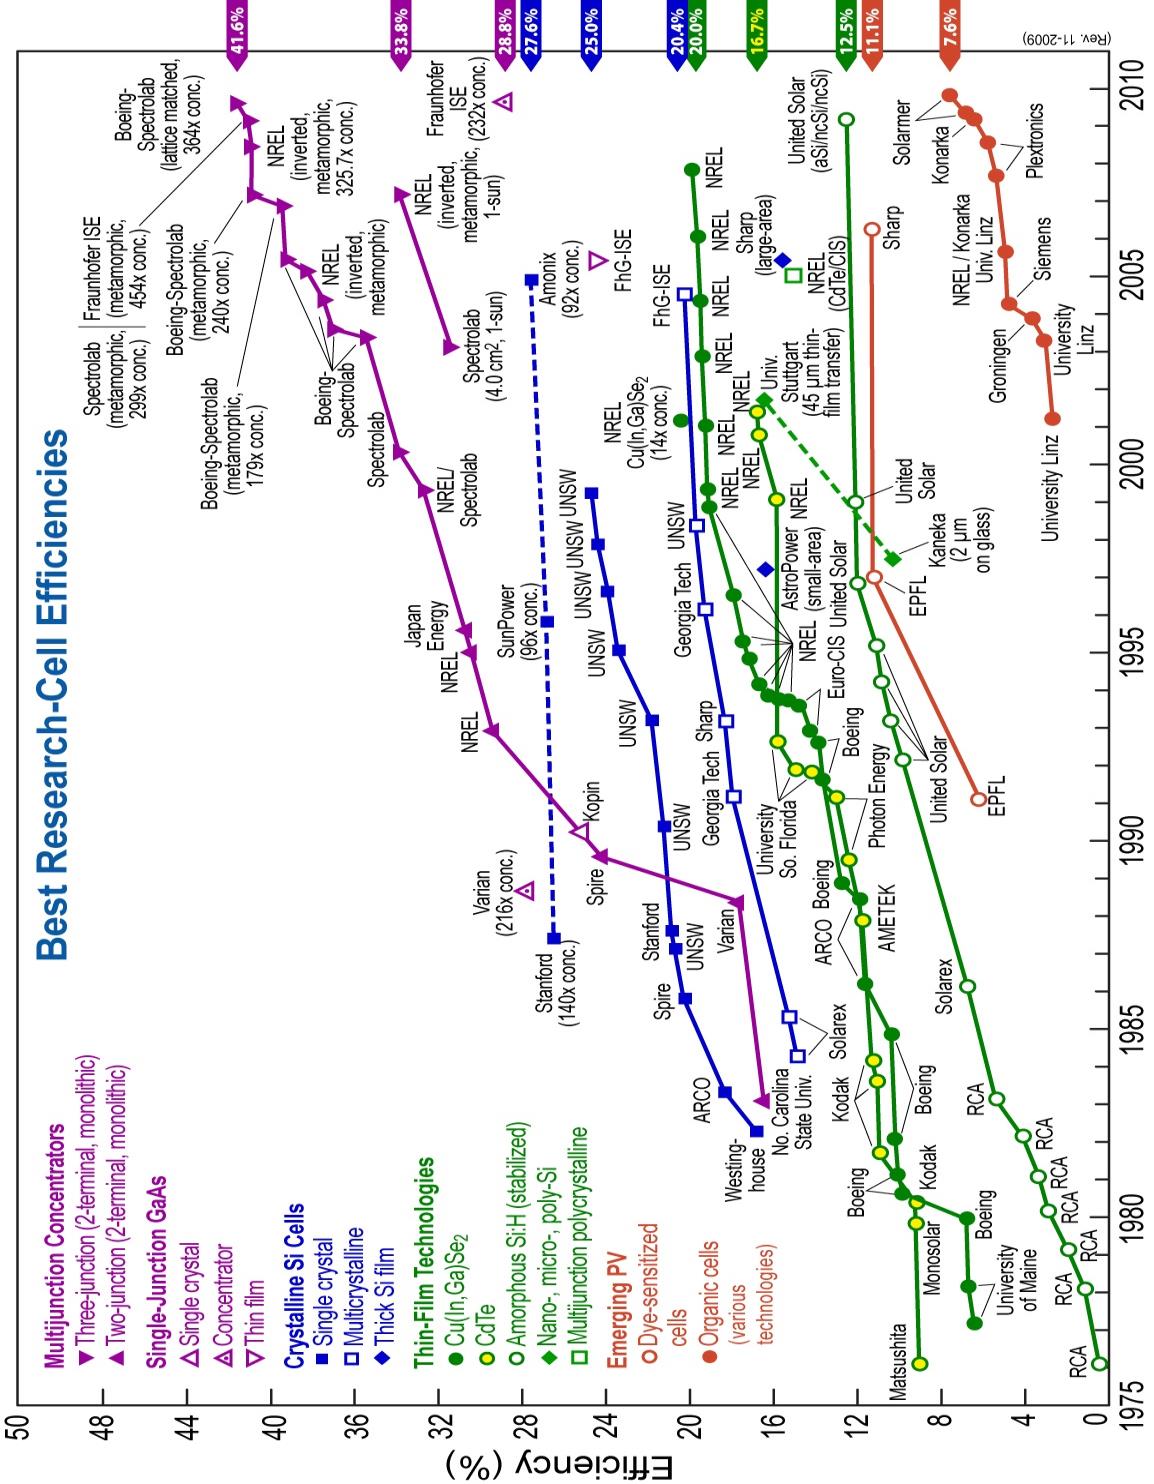 Best Research-Cell Efficiencies
Efficiency (%)
50
48
40
36
32
28
24
20
16
12
8
4
0
1975
1980
1985
1990
1995
2000
2005
2010
(Rev. 11-2009)
Multijunction Concentrators
Three-junction (2-terminal, monolithic)
Two-junction (2-terminal, monolithic)
Single-Junction GaAs
Single crystal
Concentrator
Thin film
Crystalline Si Cells
Single crystal
Multicrystalline
Thick Si film
Thin-Film Technologies
Cu(In,Ga)Se2
CdTe
Amorphous Si:H (stabilized)
Nano-, micro-, poly-Si
Multijunction polycrystalline
Emerging PV
Dye-sensitized
cells
Organic cells
(various
technologies)
41.6%
33.8%
28.8%
27.6%
25.0%
20.4%
20.0%
16.7%
12.5%
11.1%
7.6%
Varian
NREL
NREL
Japan
Energy
NREL/
Spectrolab
Spectrolab
Boeing-
Spectrolab
NREL
(inverted,
metamorphic)
Boeing-Spectrolab
(metamorphic,
179x conc.)
Boeing-Spectrolab
(metamorphic,
240x conc.)
Spectrolab
(metamorphic,
299x conc.)
Fraunhofer ISE
(metamorphic,
454x conc.)
Boeing-
Spectrolab
(lattice matched,
364x conc.)
NREL
(inverted,
metamorphic,
325.7x conc.)
Spectrolab
(4.0 cm2, 1-sun)
NREL
(inverted,
metamorphic,
1-sun)
Fraunhofer
ISE
(232x conc.)
Varian
(216x conc.)
Spire
Kopin
FhG-ISE
Stanford
(140x conc.)
SunPower
(96x conc.)
Amonix
(92x conc.)
Westing-
house
ARCO
Spire
Stanford
UNSW
UNSW
UNSW
UNSW
UNSW
UNSW
UNSW
No. Carolina
State Univ.
Solarex
Georgia Tech
Sharp
Georgia Tech
UNSW
FhG-ISE
NREL
Cu(In,Ga)Se2
(14x conc.)
NREL
NREL
NREL
NREL
NREL
NREL
NREL
NREL
NREL
NREL
Sharp
(large-area)
NREL
(CdTe/CIS)
AstroPower
(small-area)
Univ.
Stuttgart
(45 µm thin-
film transfer)
Kaneka
(2 µm
on glass)
Matsushita
Monosolar
Kodak
Kodak
AMETEK
Photon Energy
University
So. Florida
University
of Maine
Boeing
Boeing
Boeing
ARCO
Boeing
Boeing
Euro-CIS
NREL
RCA
RCA
RCA
RCA
RCA
RCA
RCA
Solarex
United Solar
United Solar
United
Solar
United Solar
(aSi/ncSi/ncSi)
EPFL
EPFL
Sharp
University Linz
University
Linz
Groningen
Siemens
NREL / Konarka
Univ. Linz
Plextronics
Konarka
Solarmer